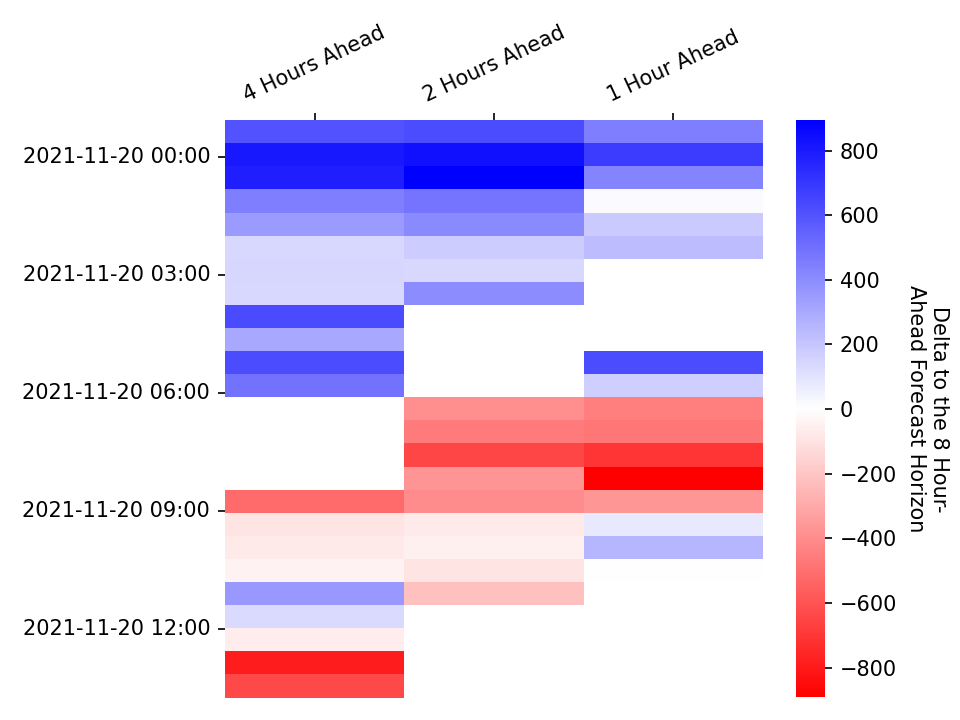 4 Hours Ahead
2 Hours Ahead
1 Hour Ahead
2021-11-20 00:00
2021-11-20 03:00
2021-11-20 06:00
2021-11-20 09:00
2021-11-20 12:00
800
600
400
200
0
−200
−400
−600
−800
Delta to the 8 Hour-
Ahead Forecast Horizon